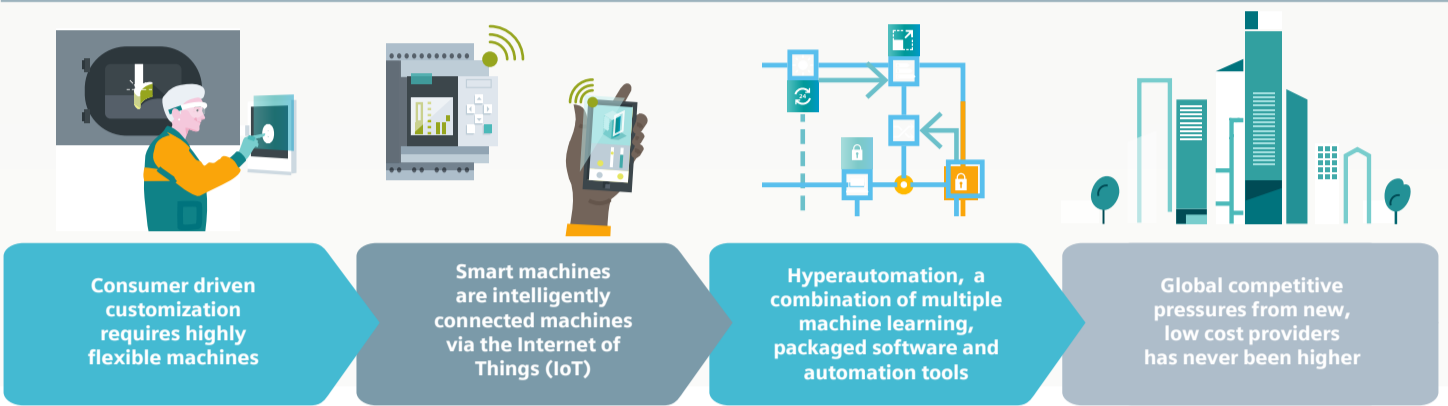 24
Consumer driven
customization
requires highly
flexible machines
Smart machines
are intelligently
connected machines
via the Internet of
Things (IoT)
Hyperautomation,  a
combination of multiple
machine learning,
packaged software and
automation tools
Global competitive
pressures from new,
low cost providers
has never been higher